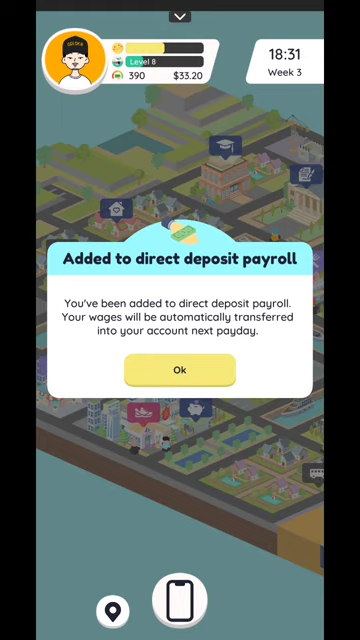 GOLDEN
18:31
Level 8
Week 3
390
$33.20
Added to direct deposit payroll
You've been added to direct deposit payroll.
Your wages will be automatically transferred
into your account next payday.
Ok